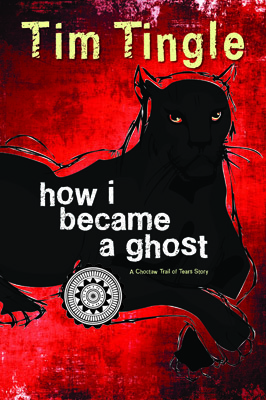 Tim Tingle
how i
became
a ghost
A Choctaw Trail of Tears Story